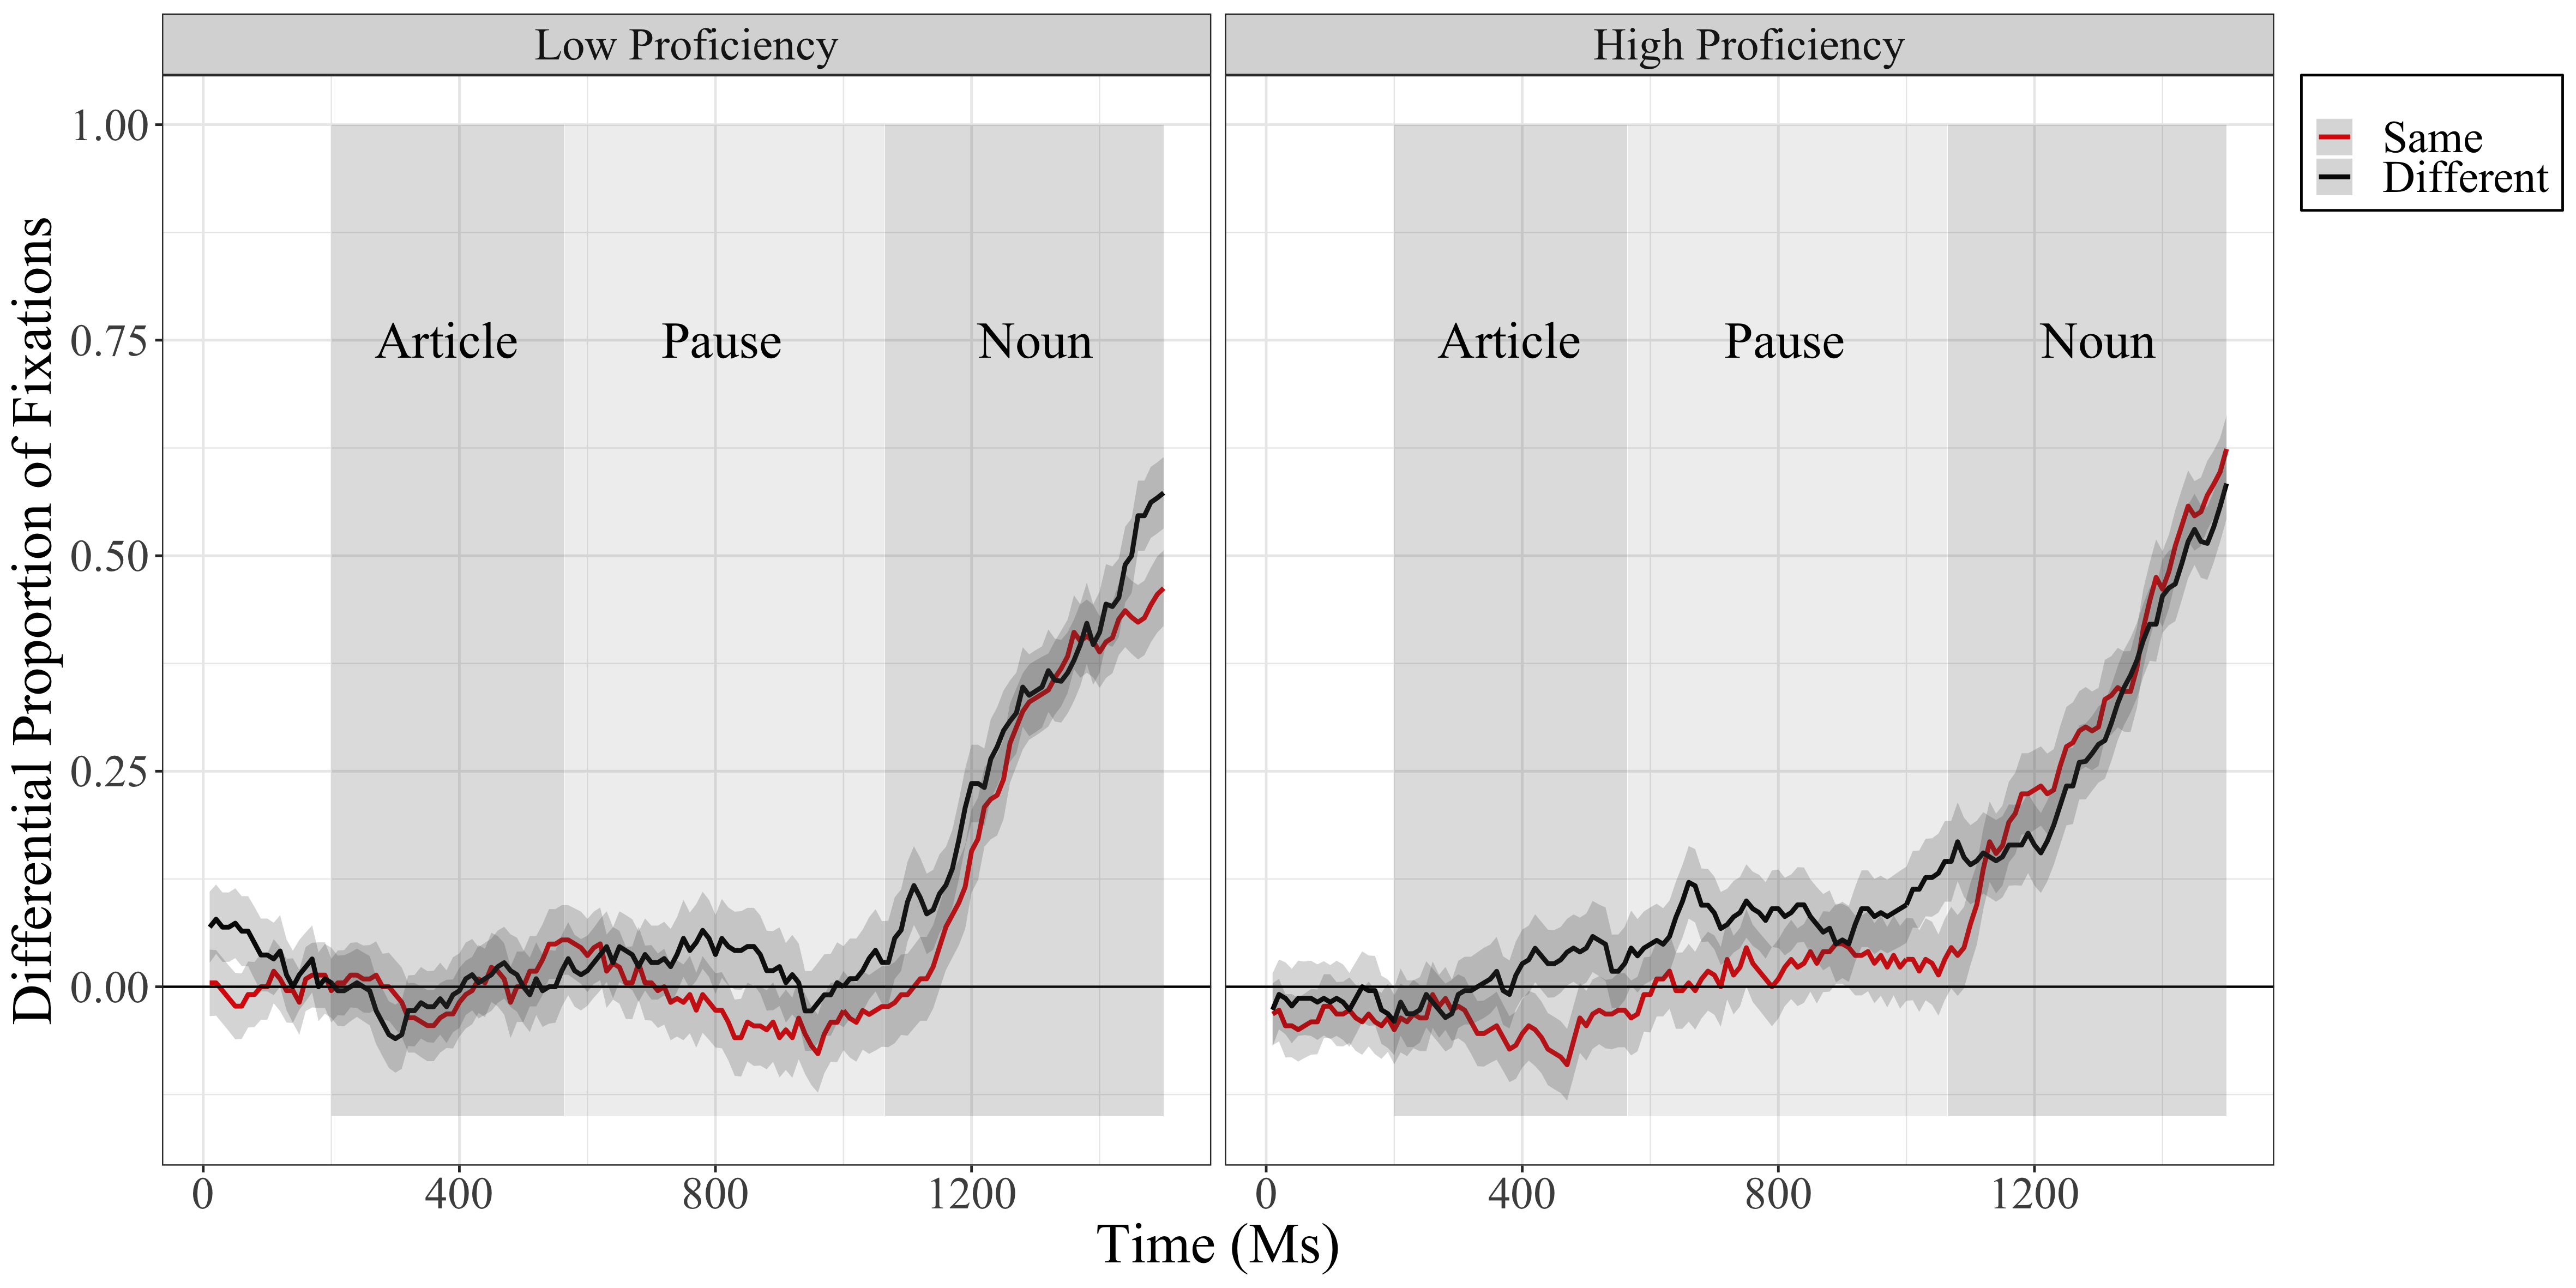 Low Proficiency
High Proficiency
Same
Different
Differential Proportion of Fixations
1.00
0.75
0.50
0.25
0.00
Article
Pause
Noun
Article
Pause
Noun
0 400 800 1200
0 400 800 1200
Time (Ms)